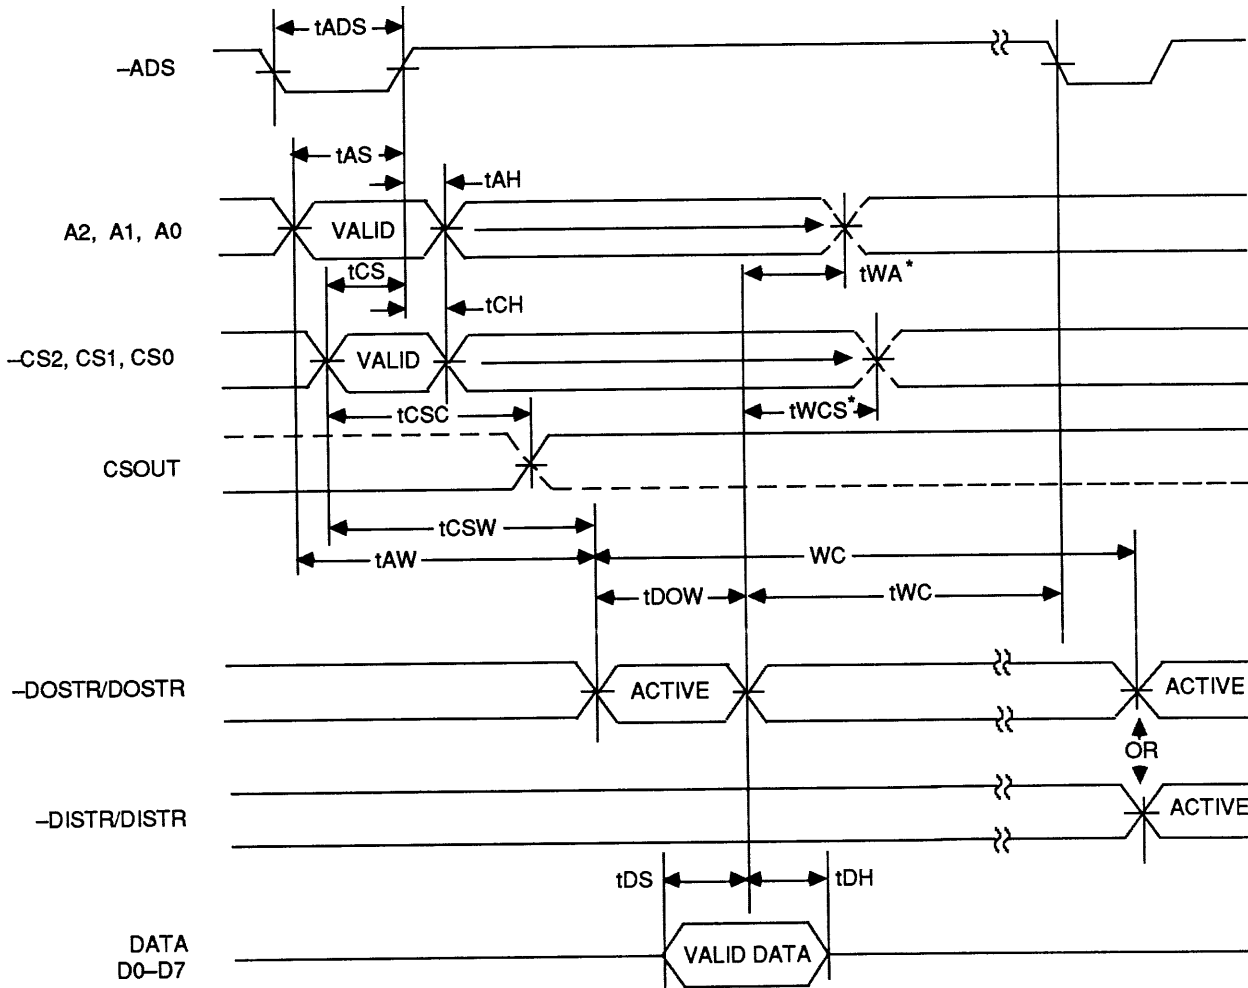 tADS
–ADS
tAS
tAH
A2, A1, A0
VALID
tCS
tWA*
tCH
–CS2, CS1, CS0
VALID
tCSC
tWCS*
CSOUT
tCSW
tAW
WC
tDOW
tWC
–DOSTR/DOSTR
ACTIVE
ACTIVE
OR
–DISTR/DISTR
ACTIVE
tDS
tDH
DATA
D0–D7
VALID DATA